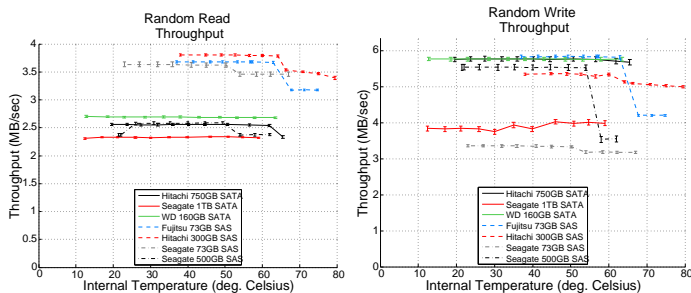 Random Read
Throughput
Throughput (MB/sec)
4
3.5
3
2.5
2
1.5
1
0.5
0
0
10
20
30
40
50
60
70
80
Internal Temperature (deg. Celsius)
Hitachi 750GB SATA
Seagate 1TB SATA
WD 160GB SATA
Fujitsu 73GB SAS
Hitachi 300GB SAS
Seagate 73GB SAS
Seagate 500GB SAS
Random Write
Throughput
Throughput (MB/sec)
6
5
4
3
2
1
0
0
10
20
30
40
50
60
70
80
Internal Temperature (deg. Celsius)
Hitachi 750GB SATA
Seagate 1TB SATA
WD 160GB SATA
Fujitsu 73GB SAS
Hitachi 300GB SAS
Seagate 73GB SAS
Seagate 500GB SAS